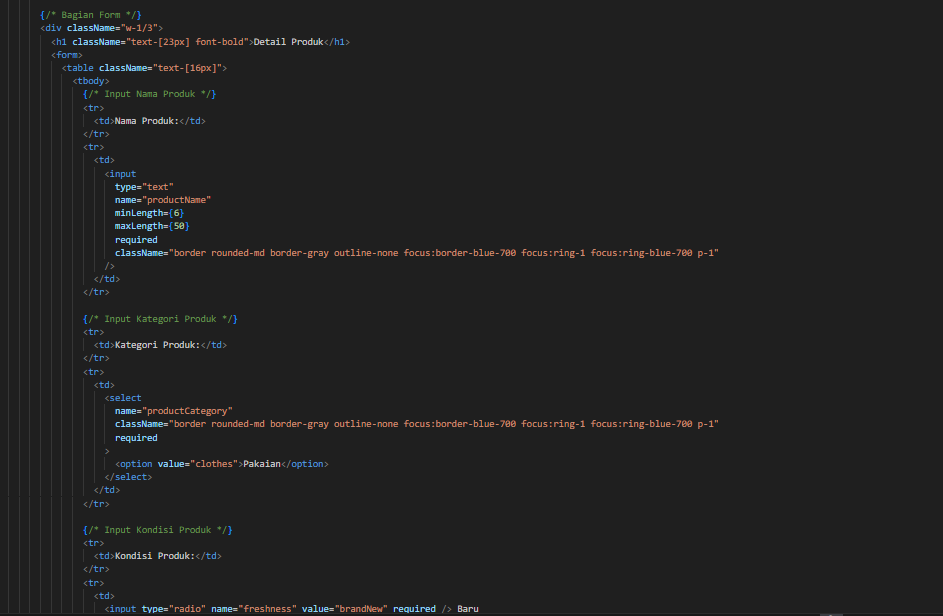 {/* Bagian Form */}
<div className="w-1/3">
<h1 className="text-[23px] font-bold">Detail Produk</h1>
<form>
<table className="text-[16px]">
<tbody>
{/* Input Nama Produk */}
<tr>
<td>Nama Produk:</td>
</tr>
<tr>
<td>
<input
type="text"
name="productName"
minLength={6}
maxLength={50}
required
className="border rounded-md border-gray outline-none focus:border-blue-700 focus:ring-1 focus:ring-blue-700 p-1"
/>
</td>
</tr>
{/* Input Kategori Produk */}
<tr>
<td>Kategori Produk:</td>
</tr>
<tr>
<td>
<select
name="productCategory"
className="border rounded-md border-gray outline-none focus:border-blue-700 focus:ring-1 focus:ring-blue-700 p-1"
required
>
<option value="clothes">Pakaian</option>
</select>
</td>
</tr>
{/* Input Kondisi Produk */}
<tr>
<td>Kondisi Produk:</td>
</tr>
<tr>
<td>
<input type="radio" name="freshness" value="brandNew" required /> Baru